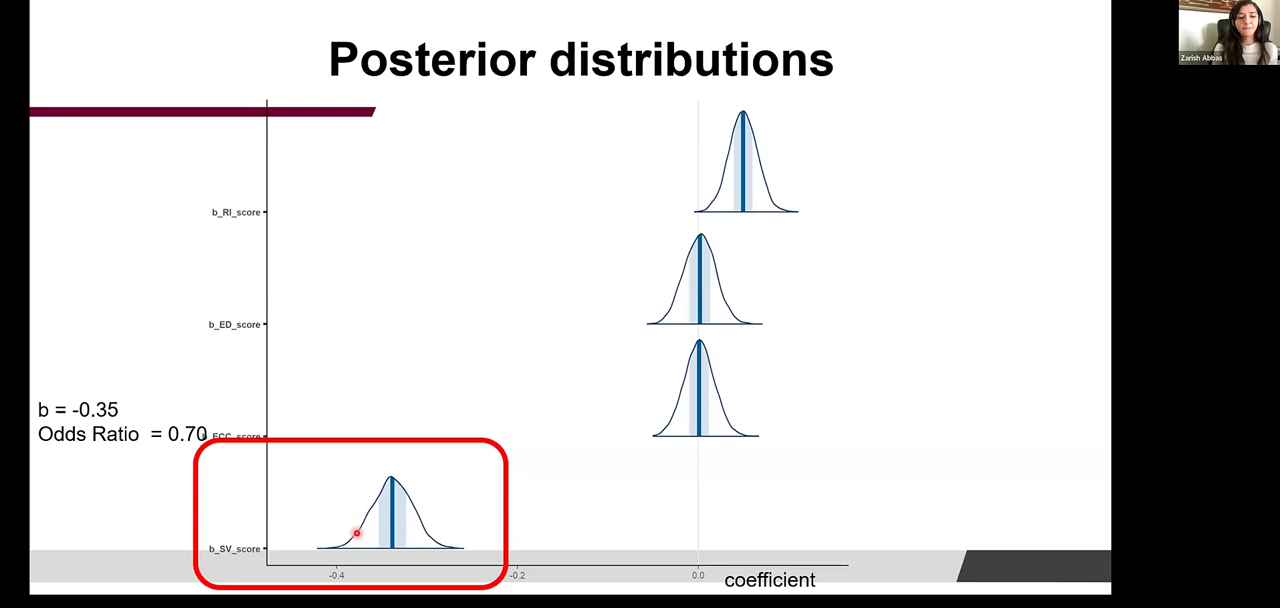 Posterior distributions
Zarish Abbas
b_RI_score
b_ED_score
b = -0.35
Odds Ratio = 0.70
b_ECC_score
b_SV_score
-0.4
-0.2
0.0
coefficient